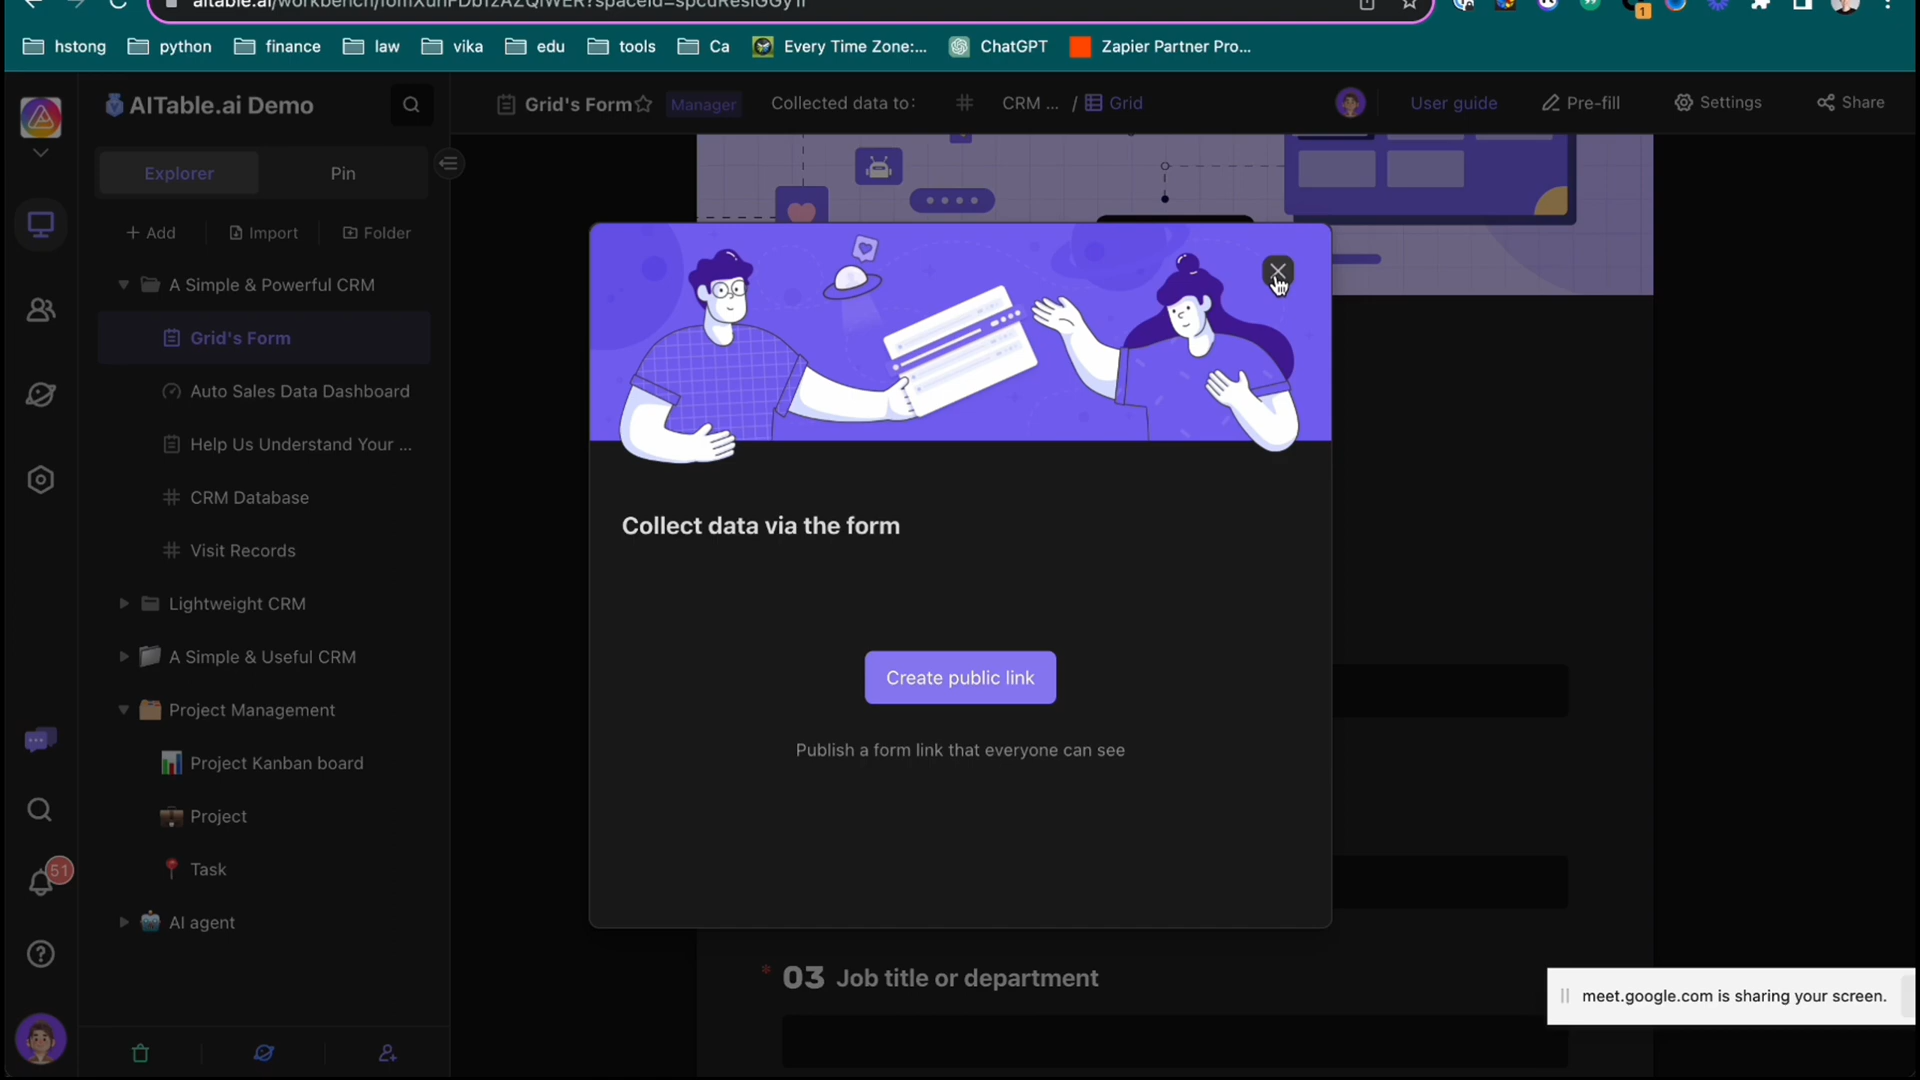 hstong python finance law vika edu tools Ca Every Time Zone:... ChatGPT Zapier Partner Pro...
1
AITable.ai Demo
Grid's Form Manager Collected data to: CRM ... / Grid User guide Pre-fill Settings Share
Explorer Pin
+ Add Import Folder
A Simple & Powerful CRM
Grid's Form
Auto Sales Data Dashboard
Help Us Understand Your ...
CRM Database
Visit Records
Lightweight CRM
A Simple & Useful CRM
Project Management
Project Kanban board
Project
Task
AI agent
51
Collect data via the form
Create public link
Publish a form link that everyone can see
* 03 Job title or department
meet.google.com is sharing your screen.